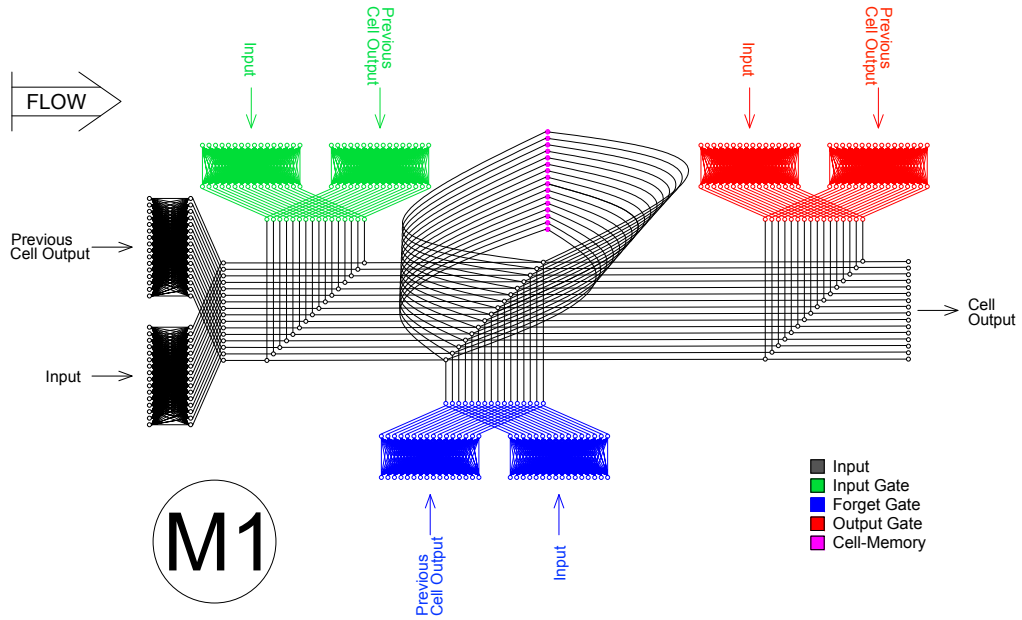 FLOW
Input
Previous
Cell Output
Input
Previous
Cell Output
Previous
Cell Output
Input
Cell
Output
Previous
Cell Output
Input
M1
Input
Input Gate
Forget Gate
Output Gate
Cell-Memory